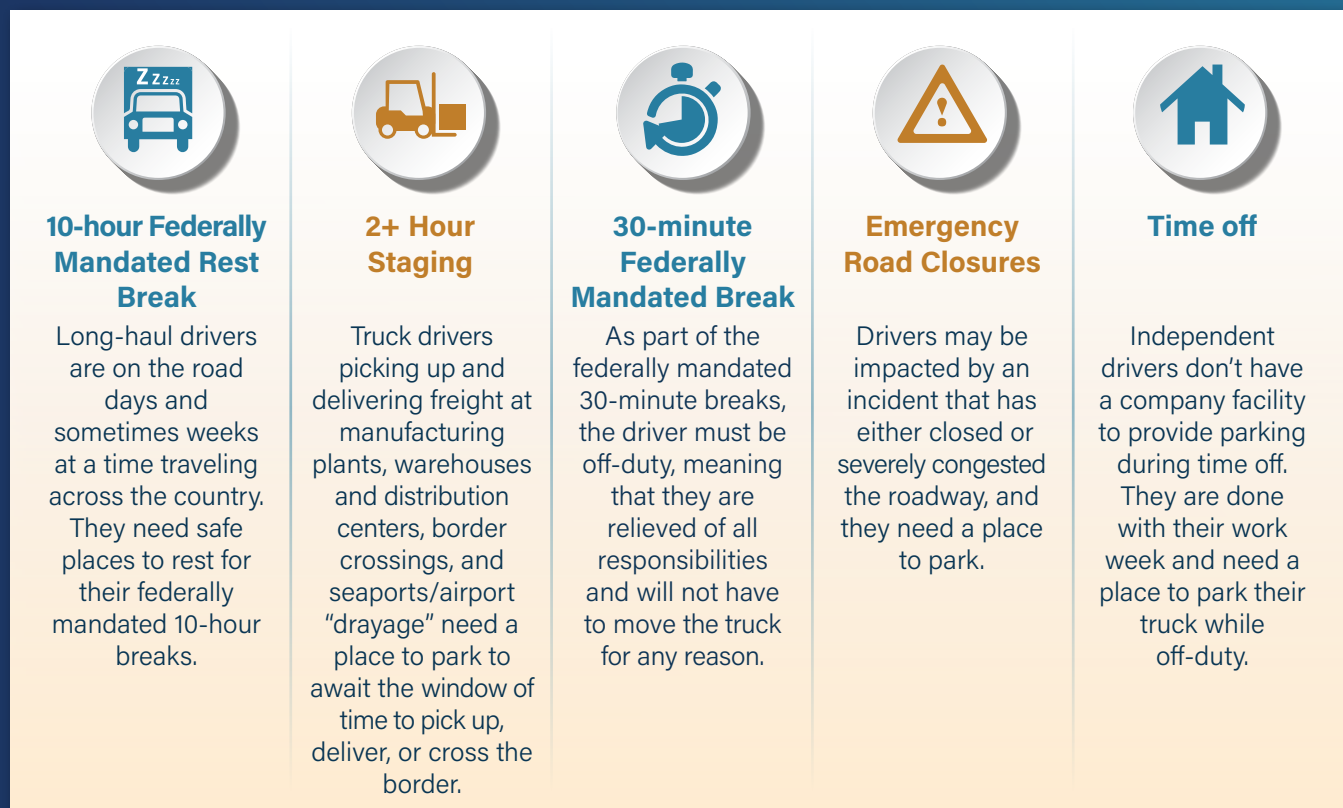 Zzzzz
10-hour Federally
Mandated Rest
Break
Long-haul drivers
are on the road
days and
sometimes weeks
at a time traveling
across the country.
They need safe
places to rest for
their federally
mandated 10-hour
breaks.
2+ Hour
Staging
Truck drivers
picking up and
delivering freight at
manufacturing
plants, warehouses
and distribution
centers, border
crossings, and
seaports/airport
“drayage” need a
place to park to
await the window of
time to pick up,
deliver, or cross the
border.
30-minute
Federally
Mandated Break
As part of the
federally mandated
30-minute breaks,
the driver must be
off-duty, meaning
that they are
relieved of all
responsibilities
and will not have
to move the truck
for any reason.
!
Emergency
Road Closures
Drivers may be
impacted by an
incident that has
either closed or
severely congested
the roadway, and
they need a place
to park.
Time off
Independent
drivers don’t have
a company facility
to provide parking
during time off.
They are done
with their work
week and need a
place to park their
truck while
off-duty.